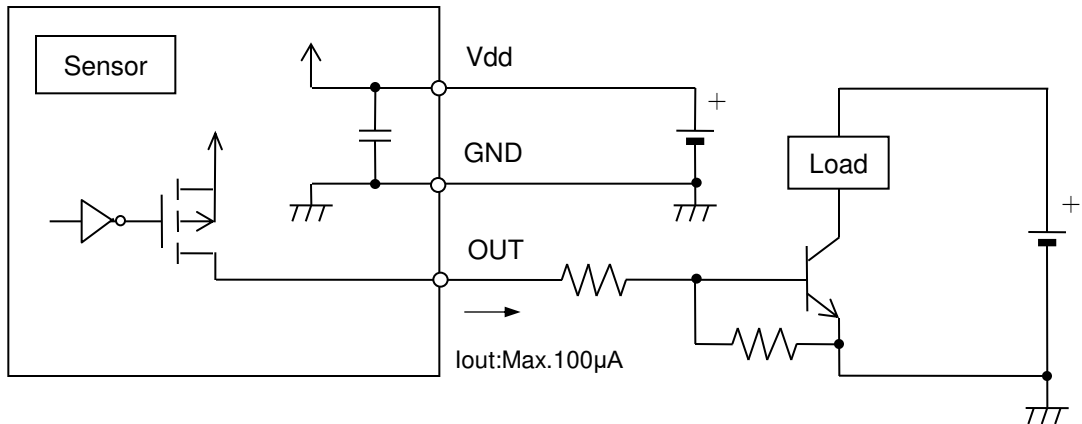 Sensor
Vdd
+
GND
Load
+
OUT
Iout:Max.100µA